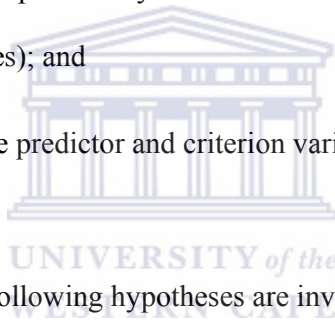 es); and
e predictor and criterion vari
UNIVERSITY of the
ollowing hypotheses are inv
WESTERN CAPE